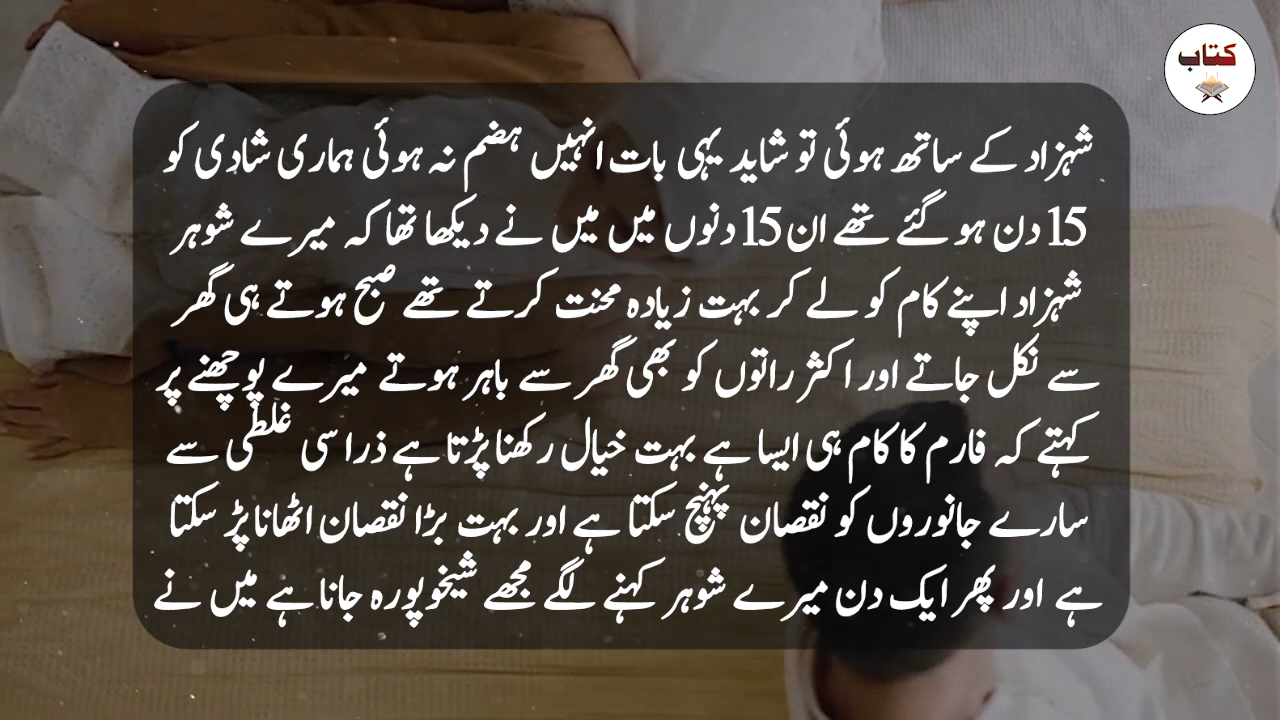 کتاب
شہزاد کے ساتھ ہوئی تو شاید یہی بات انہیں ہضم نہ ہوئی ہماری شادی کو
15 دن ہو گئے تھے ان 15 دنوں میں میں نے دیکھا تھا کہ میرے شوہر
شہزاد اپنے کام کو لے کر بہت زیادہ محنت کرتے تھے صبح ہوتے ہی گھر
سے نکل جاتے اور اکثر راتوں کو بھی گھر سے باہر ہوتے میرے پوچھنے پر
کہتے کہ فارم کا کام ہی ایسا ہے بہت خیال رکھنا پڑتا ہے ذرا سی غلطی سے
سارے جانوروں کو نقصان پہنچ سکتا ہے اور بہت بڑا نقصان اٹھانا پڑ سکتا
ہے اور پھر ایک دن میرے شوہر کہنے لگے مجھے شیخوپورہ جانا ہے میں نے